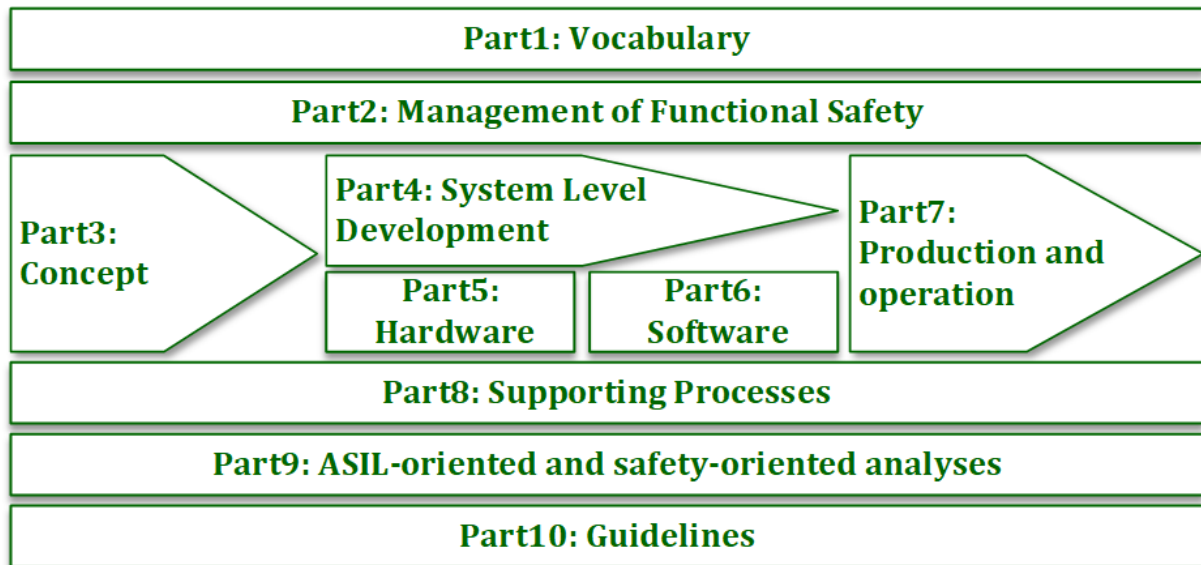 Part1: Vocabulary
Part2: Management of Functional Safety
Part3:
Concept
Part4: System Level
Development
Part5:
Hardware
Part6:
Software
Part7:
Production and
operation
Part8: Supporting Processes
Part9: ASIL-oriented and safety-oriented analyses
Part10: Guidelines